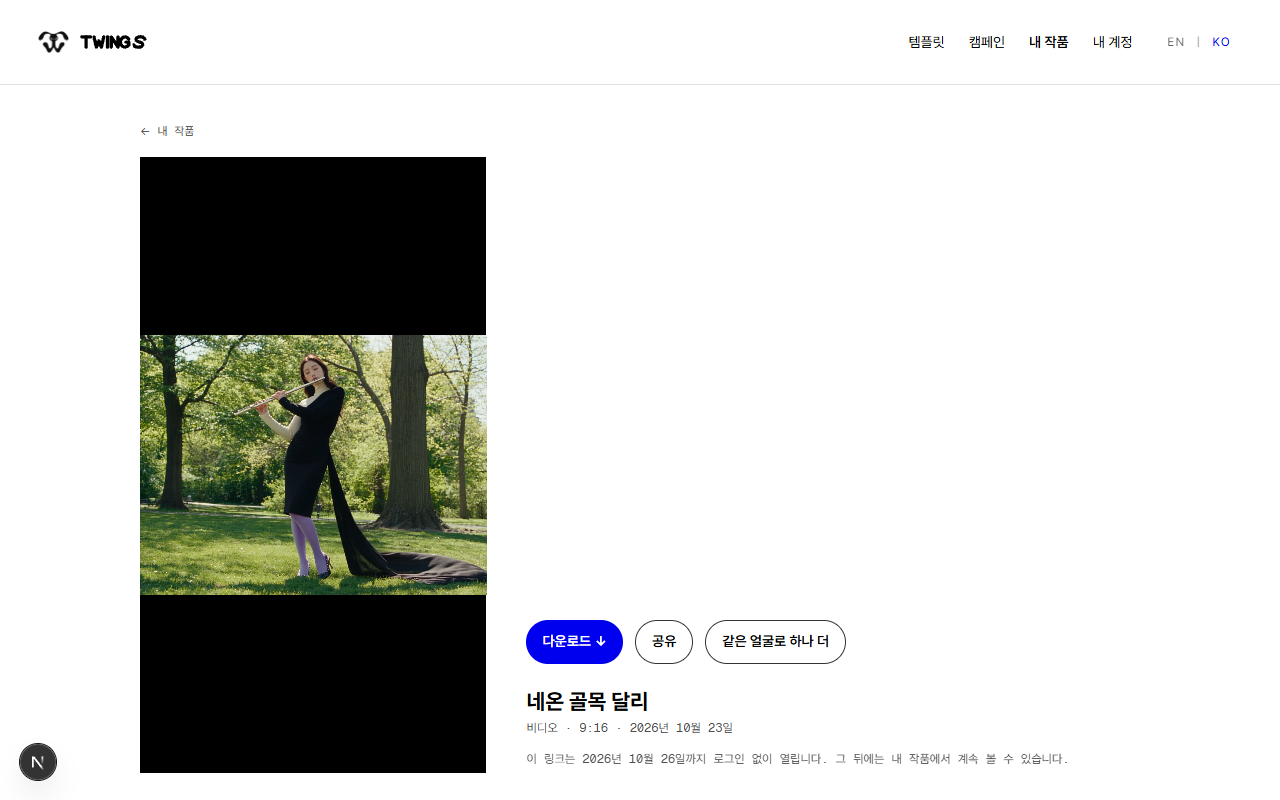 TWINGS
템플릿 캠페인 내 작품 내 계정 EN | KO
← 내 작품
다운로드 ↓ 공유 같은 얼굴로 하나 더
네온 골목 달리
비디오 · 9:16 · 2026년 10월 23일
이 링크는 2026년 10월 26일까지 로그인 없이 열립니다. 그 뒤에는 내 작품에서 계속 볼 수 있습니다.
N